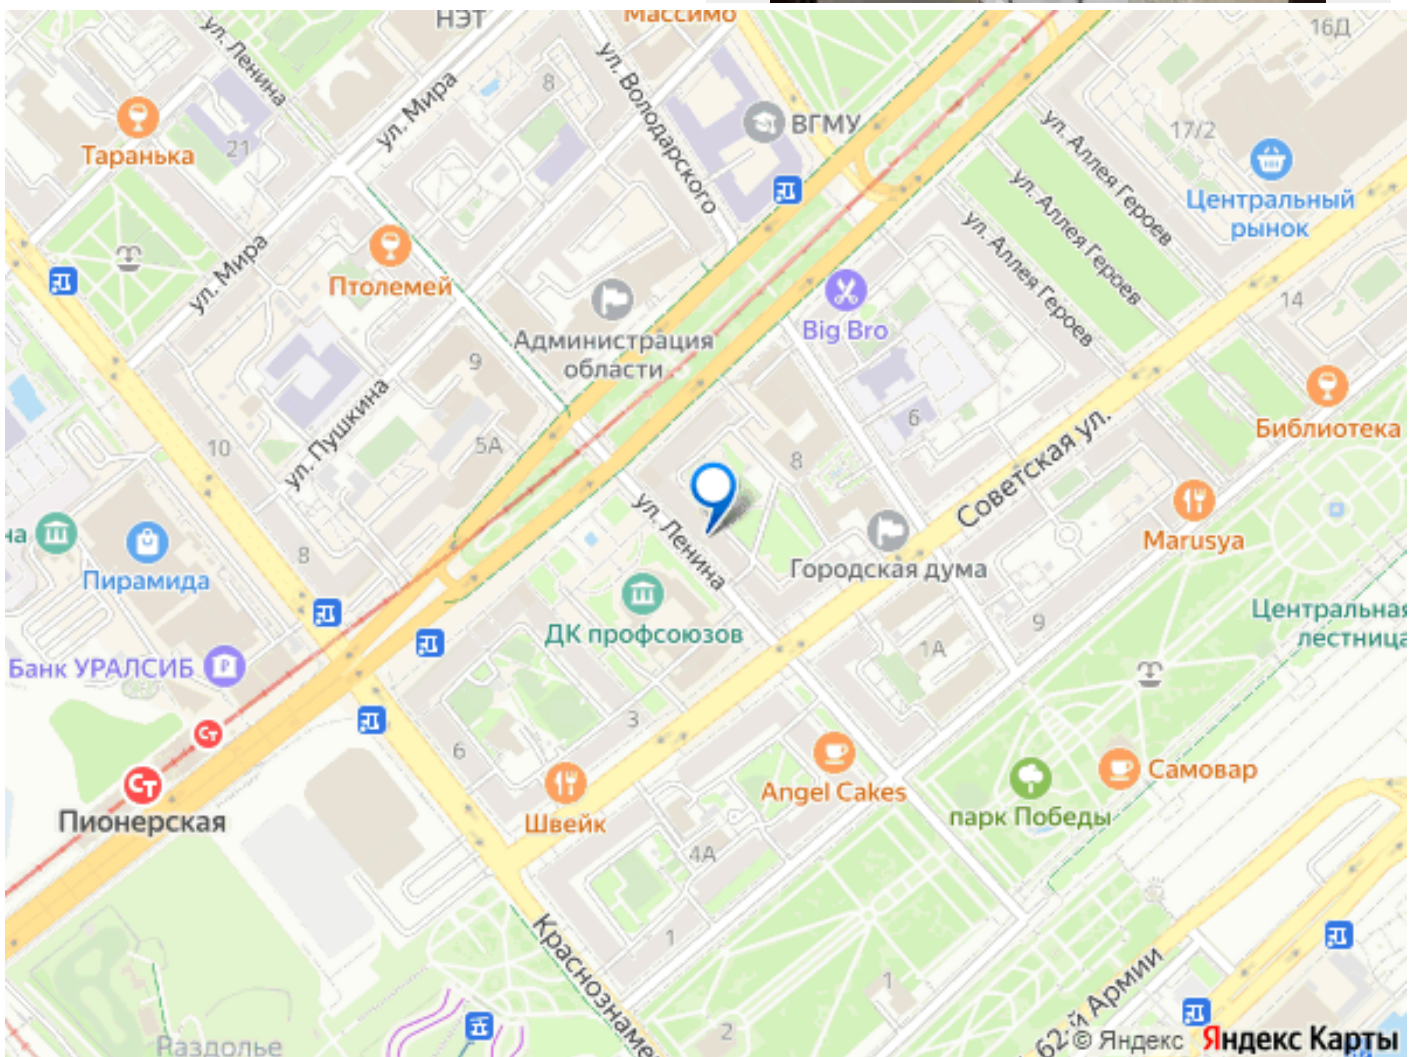 НЭТ
Массимо
16Д
ул. Ленина
ул. Мира
8
ул. Володарского
ВГМУ
ул. Аллея Героев
17/2
Таранька
21
ул. Аллея Героев
Центральный
рынок
ул. Мира
Птолемей
ул. Аллея Героев
Big Bro
14
Администрация
области
9
ул. Пушкина
6
Библиотека
10
5А
8
Советская ул.
Marusya
на
Пирамида
8
ул. Ленина
Городская дума
ДК профсоюзов
Центральная
лестница
9
1А
Банк УРАЛСИБ
3
6
Angel Cakes
Самовар
парк Победы
Пионерская
Швейк
4А
1
Краснознаме
1
62-й Армии
2
Раздолье
© Яндекс Яндекс Карты